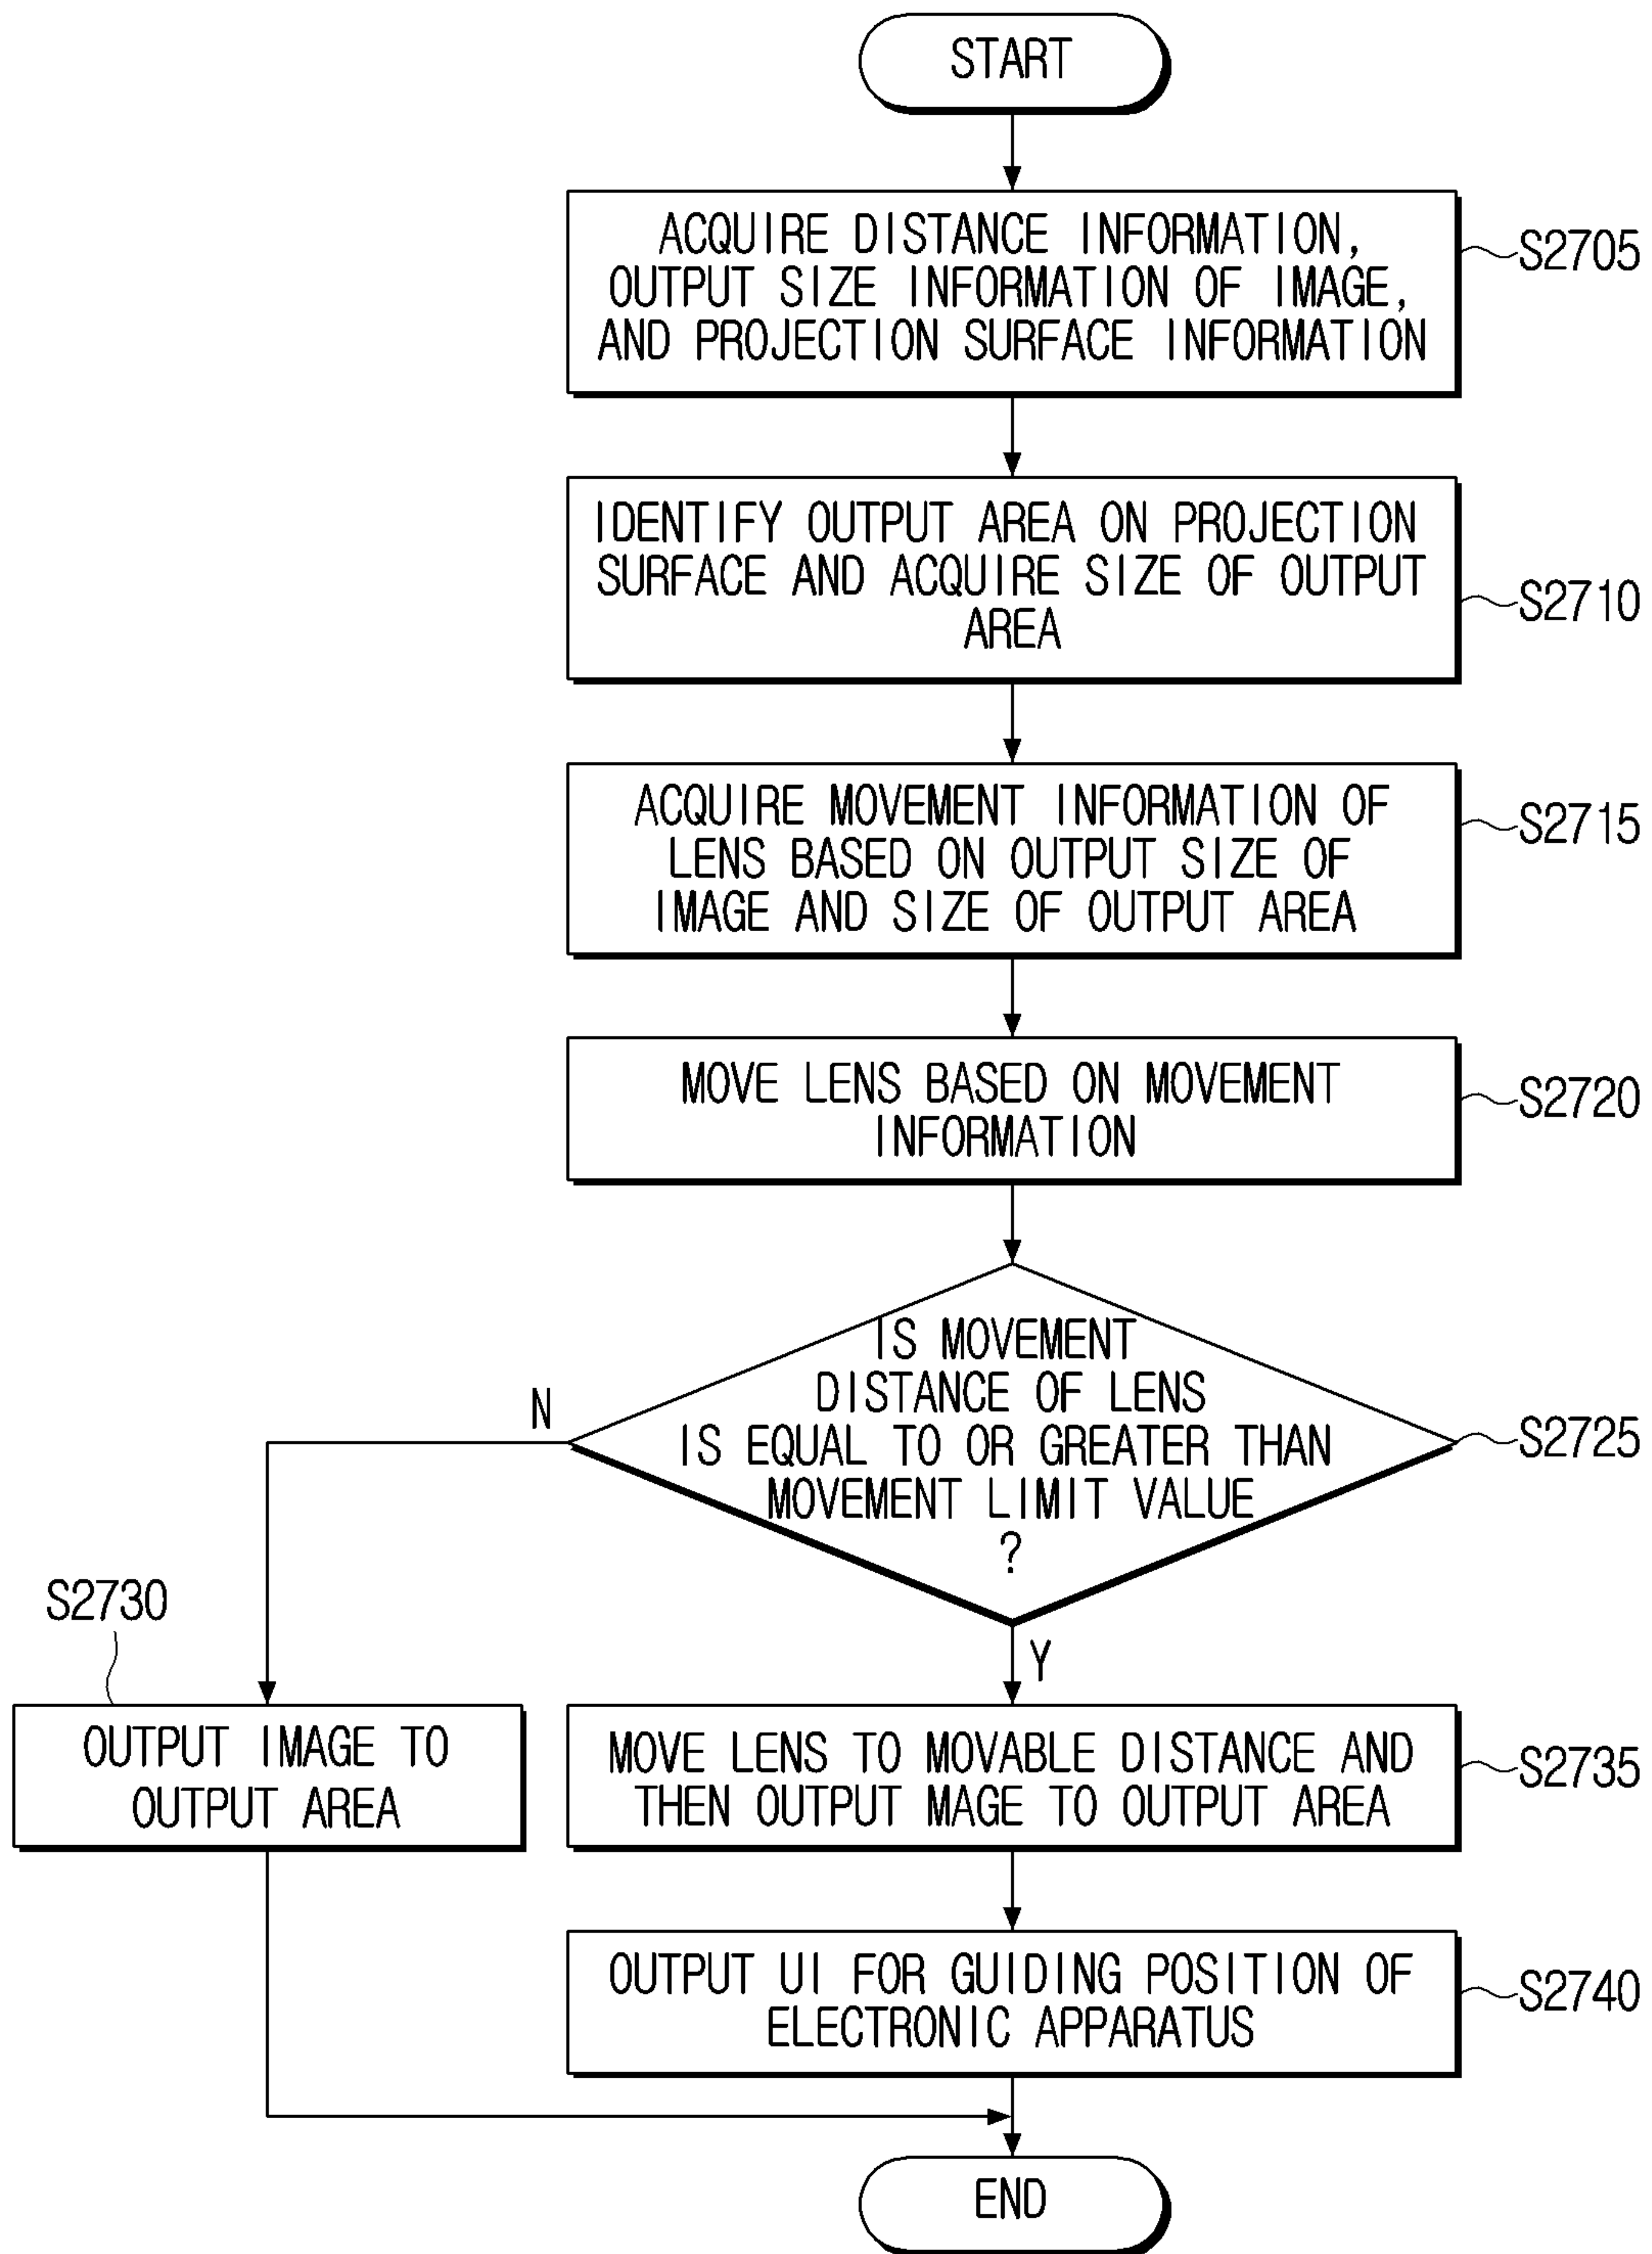 START
ACQUIRE DISTANCE INFORMATION,
OUTPUT SIZE INFORMATION OF IMAGE,
AND PROJECTION SURFACE INFORMATION
S2705
IDENTIFY OUTPUT AREA ON PROJECTION
SURFACE AND ACQUIRE SIZE OF OUTPUT
AREA
S2710
ACQUIRE MOVEMENT INFORMATION OF
LENS BASED ON OUTPUT SIZE OF
IMAGE AND SIZE OF OUTPUT AREA
S2715
MOVE LENS BASED ON MOVEMENT
INFORMATION
S2720
IS MOVEMENT
DISTANCE OF LENS
IS EQUAL TO OR GREATER THAN
MOVEMENT LIMIT VALUE
?
S2725
N
Y
S2730
OUTPUT IMAGE TO
OUTPUT AREA
MOVE LENS TO MOVABLE DISTANCE AND
THEN OUTPUT MAGE TO OUTPUT AREA
S2735
OUTPUT UI FOR GUIDING POSITION OF
ELECTRONIC APPARATUS
S2740
END